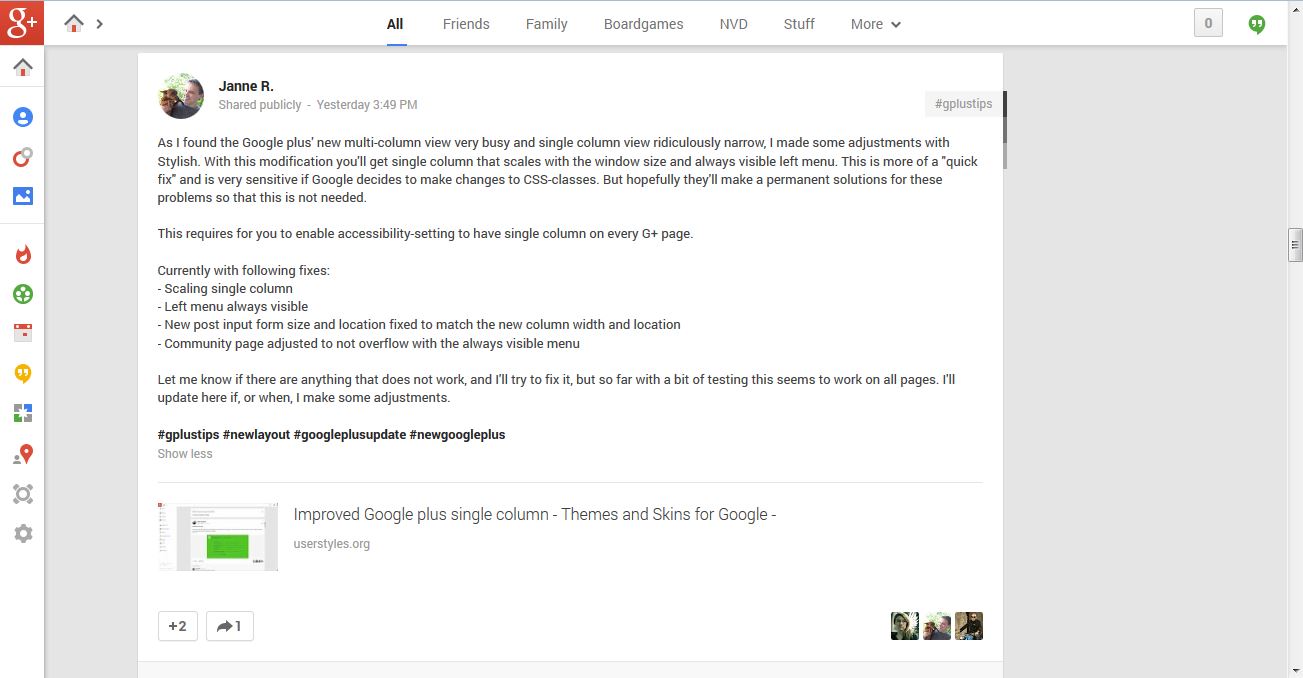 g+
All Friends Family Boardgames NVD Stuff More
0
Janne R.
Shared publicly - Yesterday 3:49 PM
#gplustips
As I found the Google plus' new multi-column view very busy and single column view ridiculously narrow, I made some adjustments with
Stylish. With this modification you'll get single column that scales with the window size and always visible left menu. This is more of a "quick
fix" and is very sensitive if Google decides to make changes to CSS-classes. But hopefully they'll make a permanent solutions for these
problems so that this is not needed.
This requires for you to enable accessibility-setting to have single column on every G+ page.
Currently with following fixes:
- Scaling single column
- Left menu always visible
- New post input form size and location fixed to match the new column width and location
- Community page adjusted to not overflow with the always visible menu
Let me know if there are anything that does not work, and I'll try to fix it, but so far with a bit of testing this seems to work on all pages. I'll
update here if, or when, I make some adjustments.
#gplustips #newlayout #googleplusupdate #newgoogleplus
Show less
Improved Google plus single column - Themes and Skins for Google -
userstyles.org
+2 1